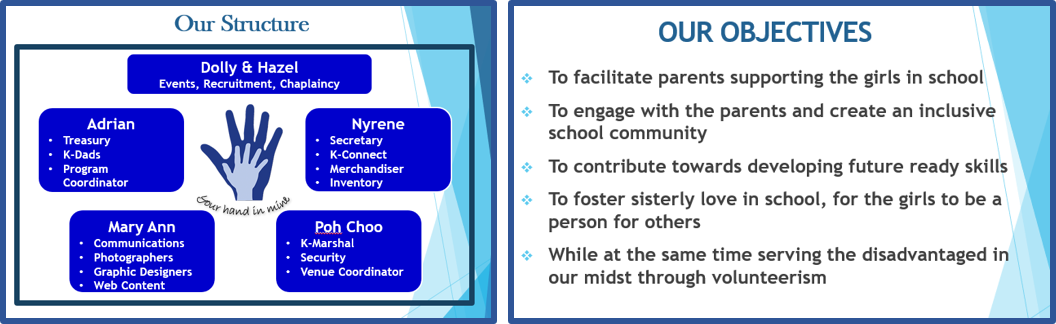 Our Structure
Dolly & Hazel
Events, Recruitment, Chaplaincy
Adrian
• Treasury
• K-Dads
• Program
Coordinator
Nyrene
• Secretary
• K-Connect
• Merchandiser
• Inventory
your hand in mine
Mary Ann
• Communications
• Photographers
• Graphic Designers
• Web Content
Poh Choo
• K-Marshal
• Security
• Venue Coordinator
OUR OBJECTIVES
❖ To facilitate parents supporting the girls in school
❖ To engage with the parents and create an inclusive
school community
❖ To contribute towards developing future ready skills
❖ To foster sisterly love in school, for the girls to be a
person for others
❖ While at the same time serving the disadvantaged in
our midst through volunteerism